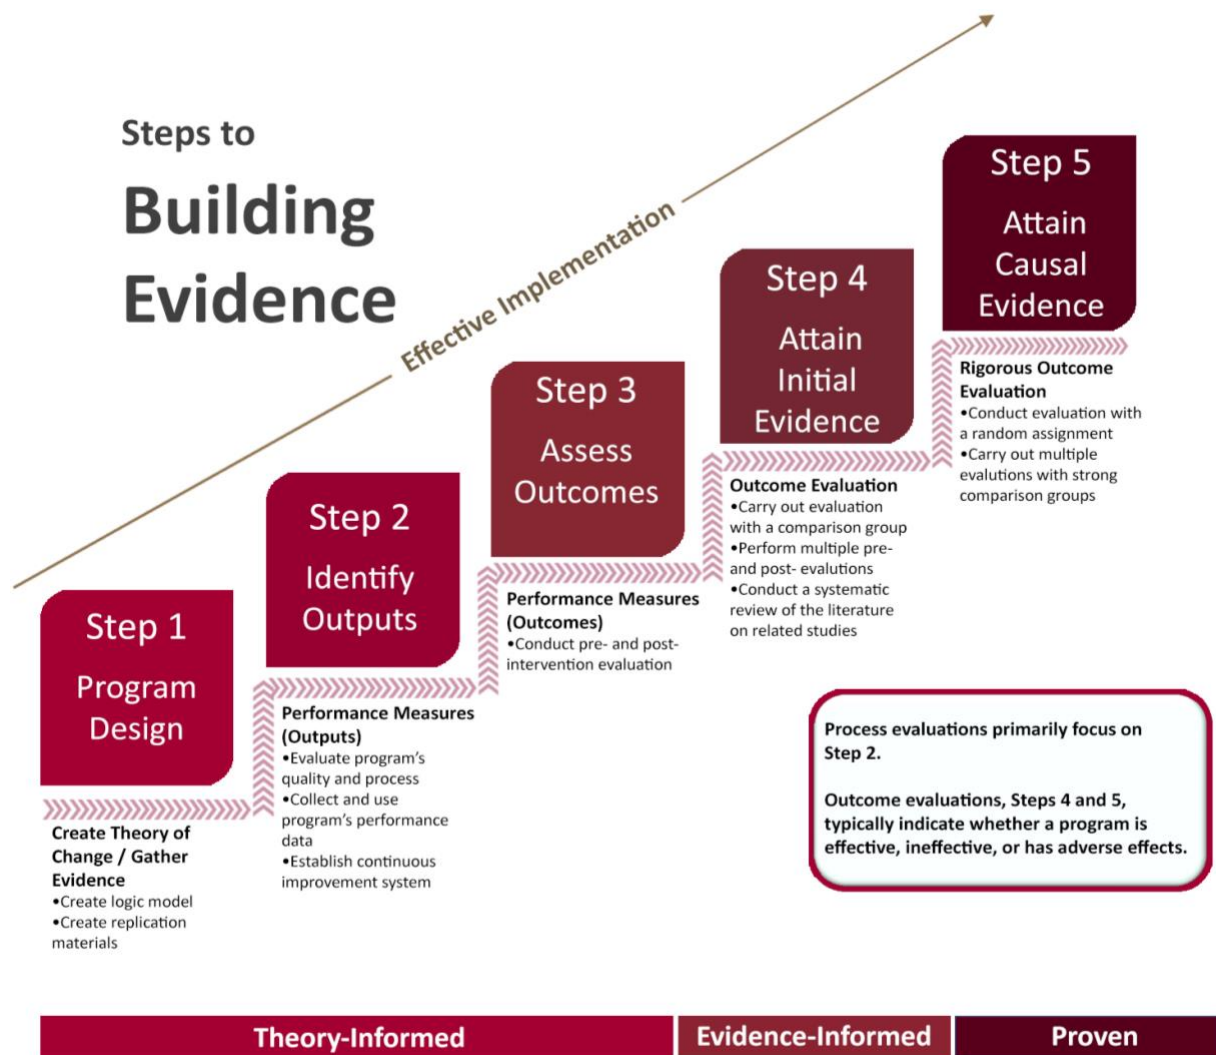 Steps to
Building
Evidence
Effective Implementation
Step 1
Program
Design
Create Theory of
Change / Gather
Evidence
•Create logic model
•Create replication
materials
Step 2
Identify
Outputs
Performance Measures
(Outputs)
•Evaluate program's
quality and process
•Collect and use
program's performance
data
•Establish continuous
improvement system
Step 3
Assess
Outcomes
Performance Measures
(Outcomes)
•Conduct pre- and post-
intervention evaluation
Step 4
Attain
Initial
Evidence
Outcome Evaluation
•Carry out evaluation
with a comparison group
•Perform multiple pre-
and post- evalutions
•Conduct a systematic
review of the literature
on related studies
Step 5
Attain
Causal
Evidence
Rigorous Outcome
Evaluation
•Conduct evaluation with
a random assignment
•Carry out multiple
evalutions with strong
comparison groups
Process evaluations primarily focus on
Step 2.
Outcome evaluations, Steps 4 and 5,
typically indicate whether a program is
effective, ineffective, or has adverse effects.
Theory-Informed
Evidence-Informed
Proven